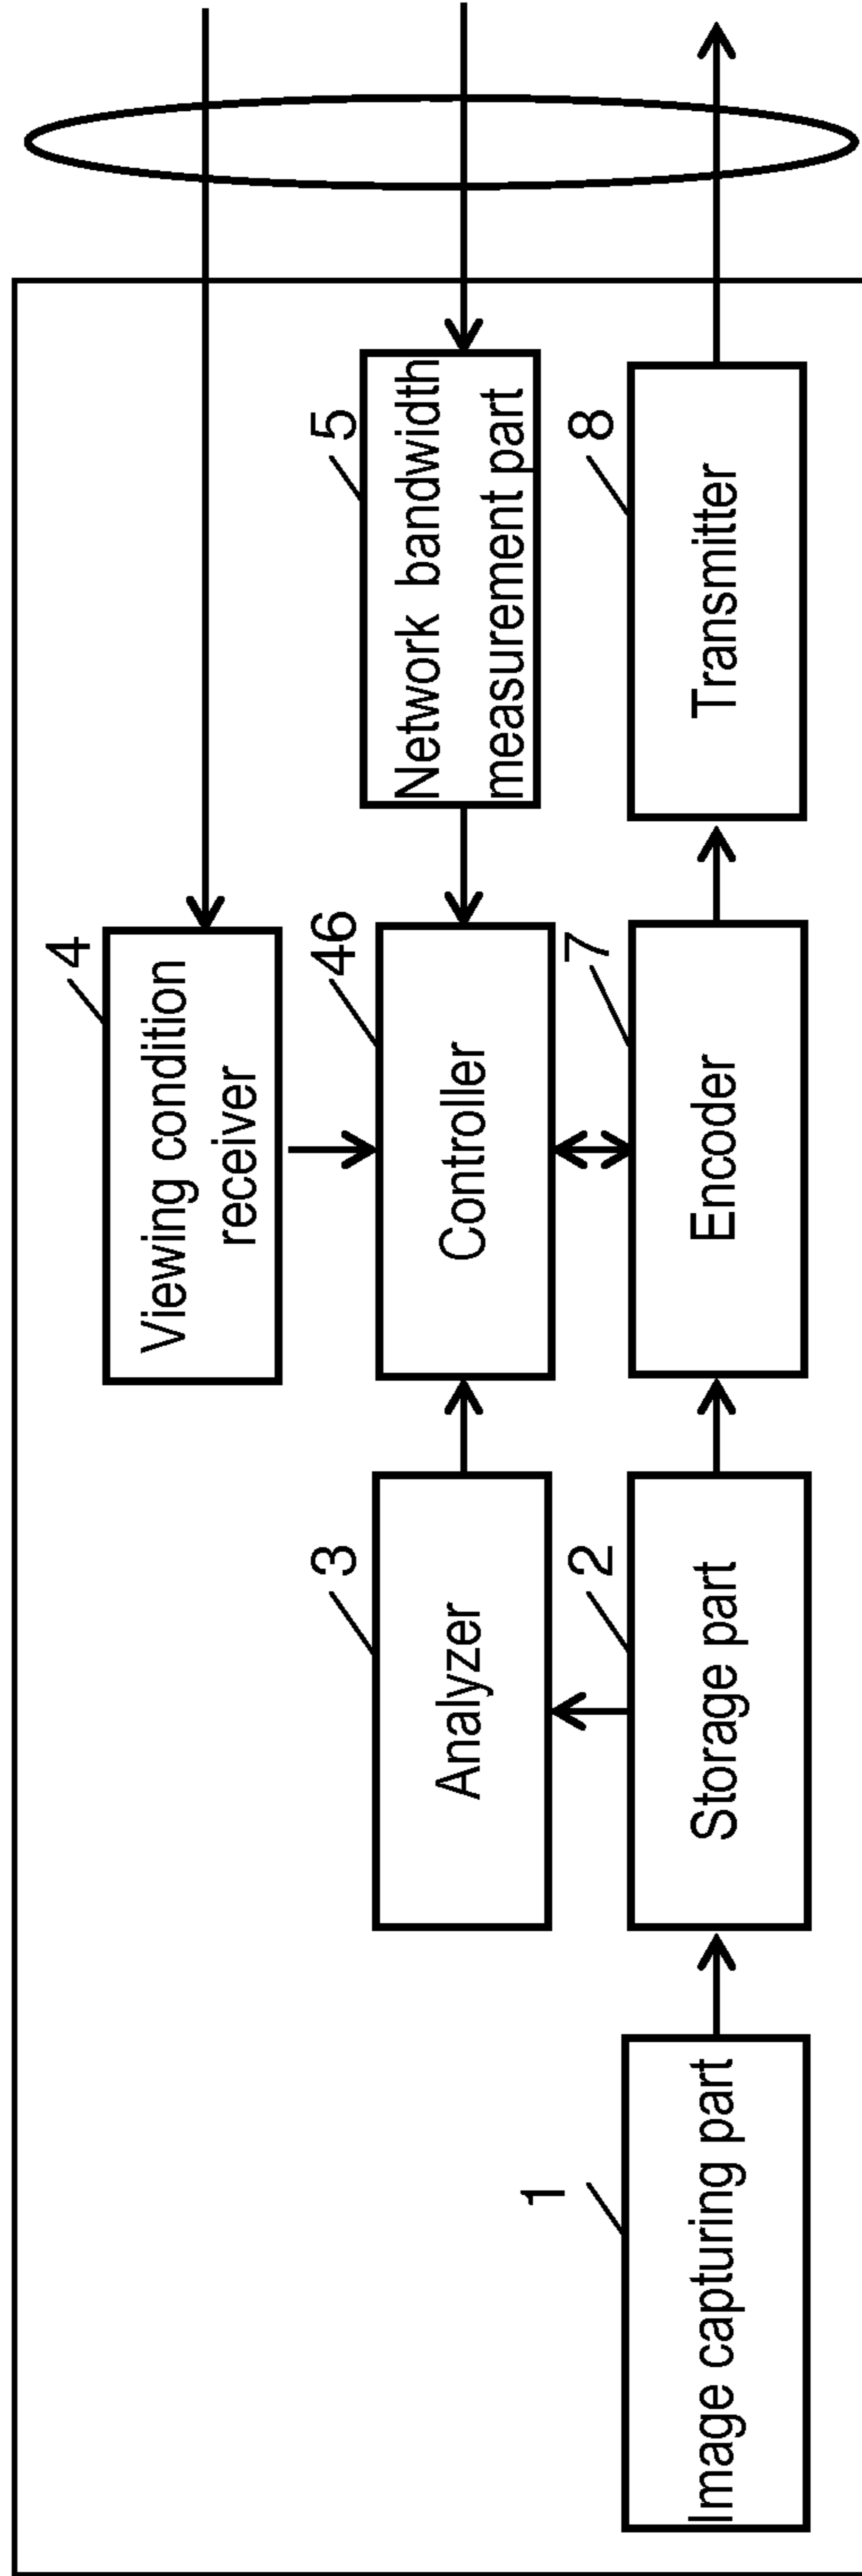 4
Viewing condition
receiver
3
Analyzer
46
Controller
5
Network bandwidth
measurement part
1
Image capturing part
2
Storage part
7
Encoder
8
Transmitter